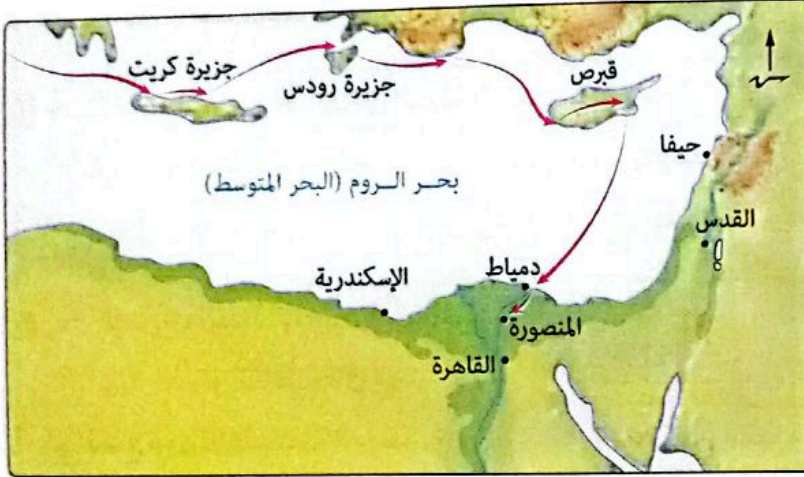 جزيرة كريت
جزيرة رودس
قبرص
حيفا
بحر الروم (البحر المتوسط)
القدس
دمياط
الإسكندرية
المنصورة
القاهرة